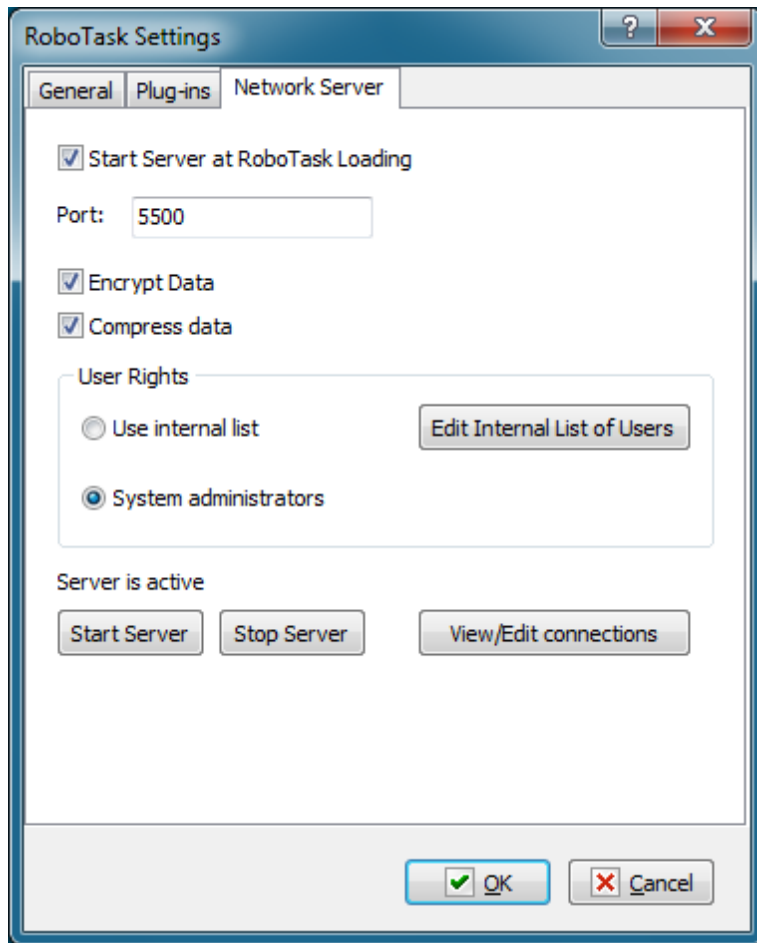 RoboTask Settings
?
X
General Plug-ins Network Server
Start Server at RoboTask Loading
Port: 5500
Encrypt Data
Compress data
User Rights
Use internal list Edit Internal List of Users
System administrators
Server is active
Start Server Stop Server View/Edit connections
OK Cancel